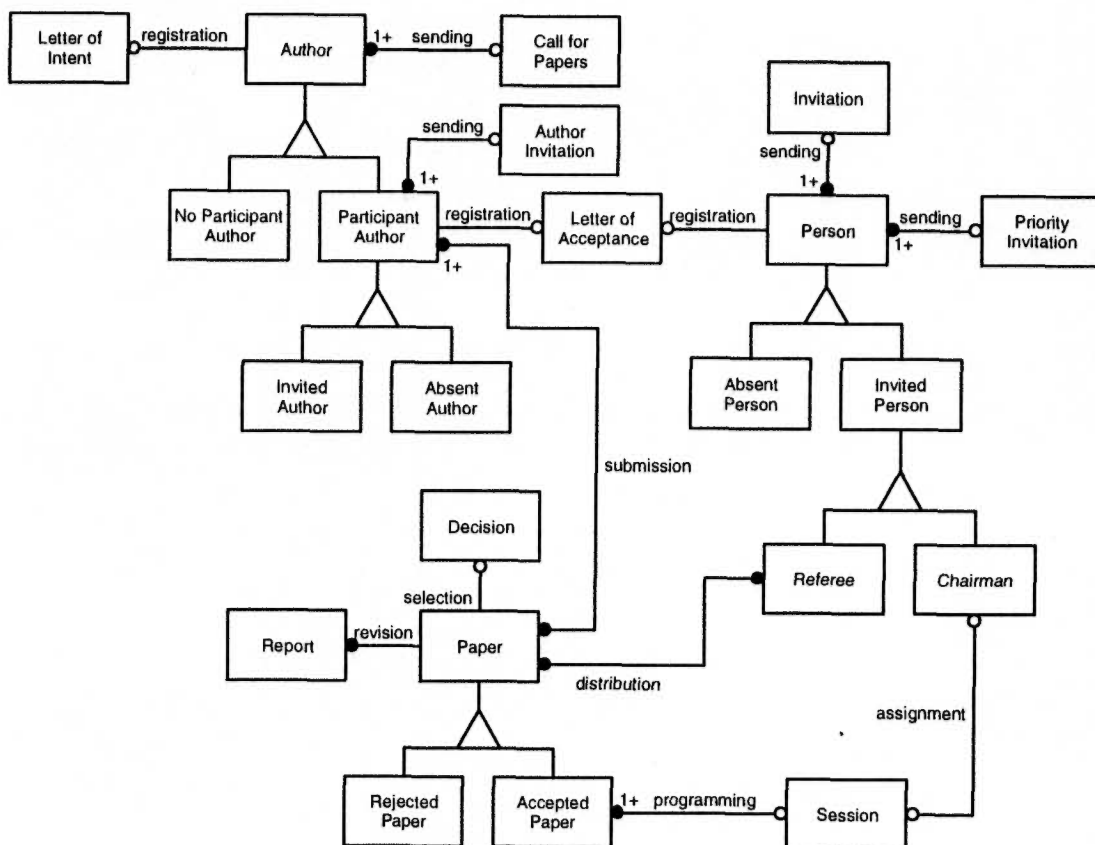 Letter of
Intent
registration
Author
1+
sending
Call for
Papers
sending
Author
Invitation
1+
Invitation
sending
1+
No Participant
Author
Participant
Author
registration
Letter of
Acceptance
registration
Person
sending
1+
Priority
Invitation
1+
Invited
Author
Absent
Author
Absent
Person
Invited
Person
submission
Decision
Referee
Chairman
selection
Report
revision
Paper
distribution
assignment
Rejected
Paper
Accepted
Paper
1+
programming
Session